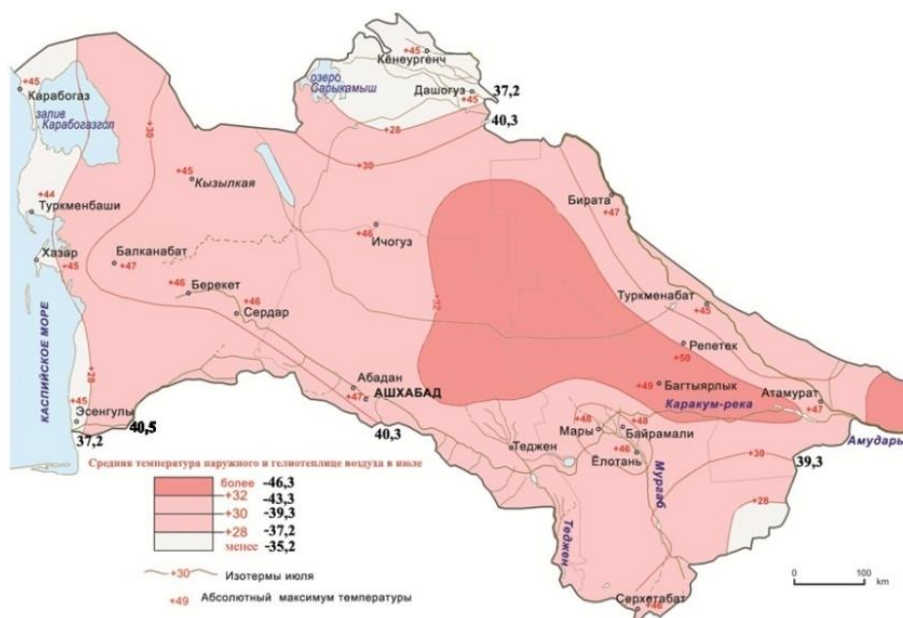 +45
Кёнеургенч
озеро
Сарыкамыш
Дашогуз
+45
37,2
40,3
+28
+30
+45
Карабогаз
залив
Карабогазгол
+30
+45
Кызылкая
+44
Туркменбаши
Бирата
+47
+46
Ичогуз
Хазар
+45
Балканабат
+47
+46
Берекет
+46
Сердар
+32
Туркменабат
+45
Репетек
+50
КАСПИЙСКОЕ МОРЕ
+28
Абадан
+47
АШХАБАД
+49
Багтыярлык
Атамурат
+47
Каракум-река
+45
Эсенгулы
37,2
40,5
40,3
+48
Мары
+48
Байрамали
Амударья
Теджен
+46
Ёлотань
Мургаб
+30
39,3
+28
Теджен
Серхетабат
+46
Средняя температура наружного и гелиотеплице воздуха в июле
более -46,3
+32 -43,3
+30 -39,3
+28 -37,2
менее -35,2
+30 Изотермы июля
+49 Абсолютный максимум температуры
0 100
km